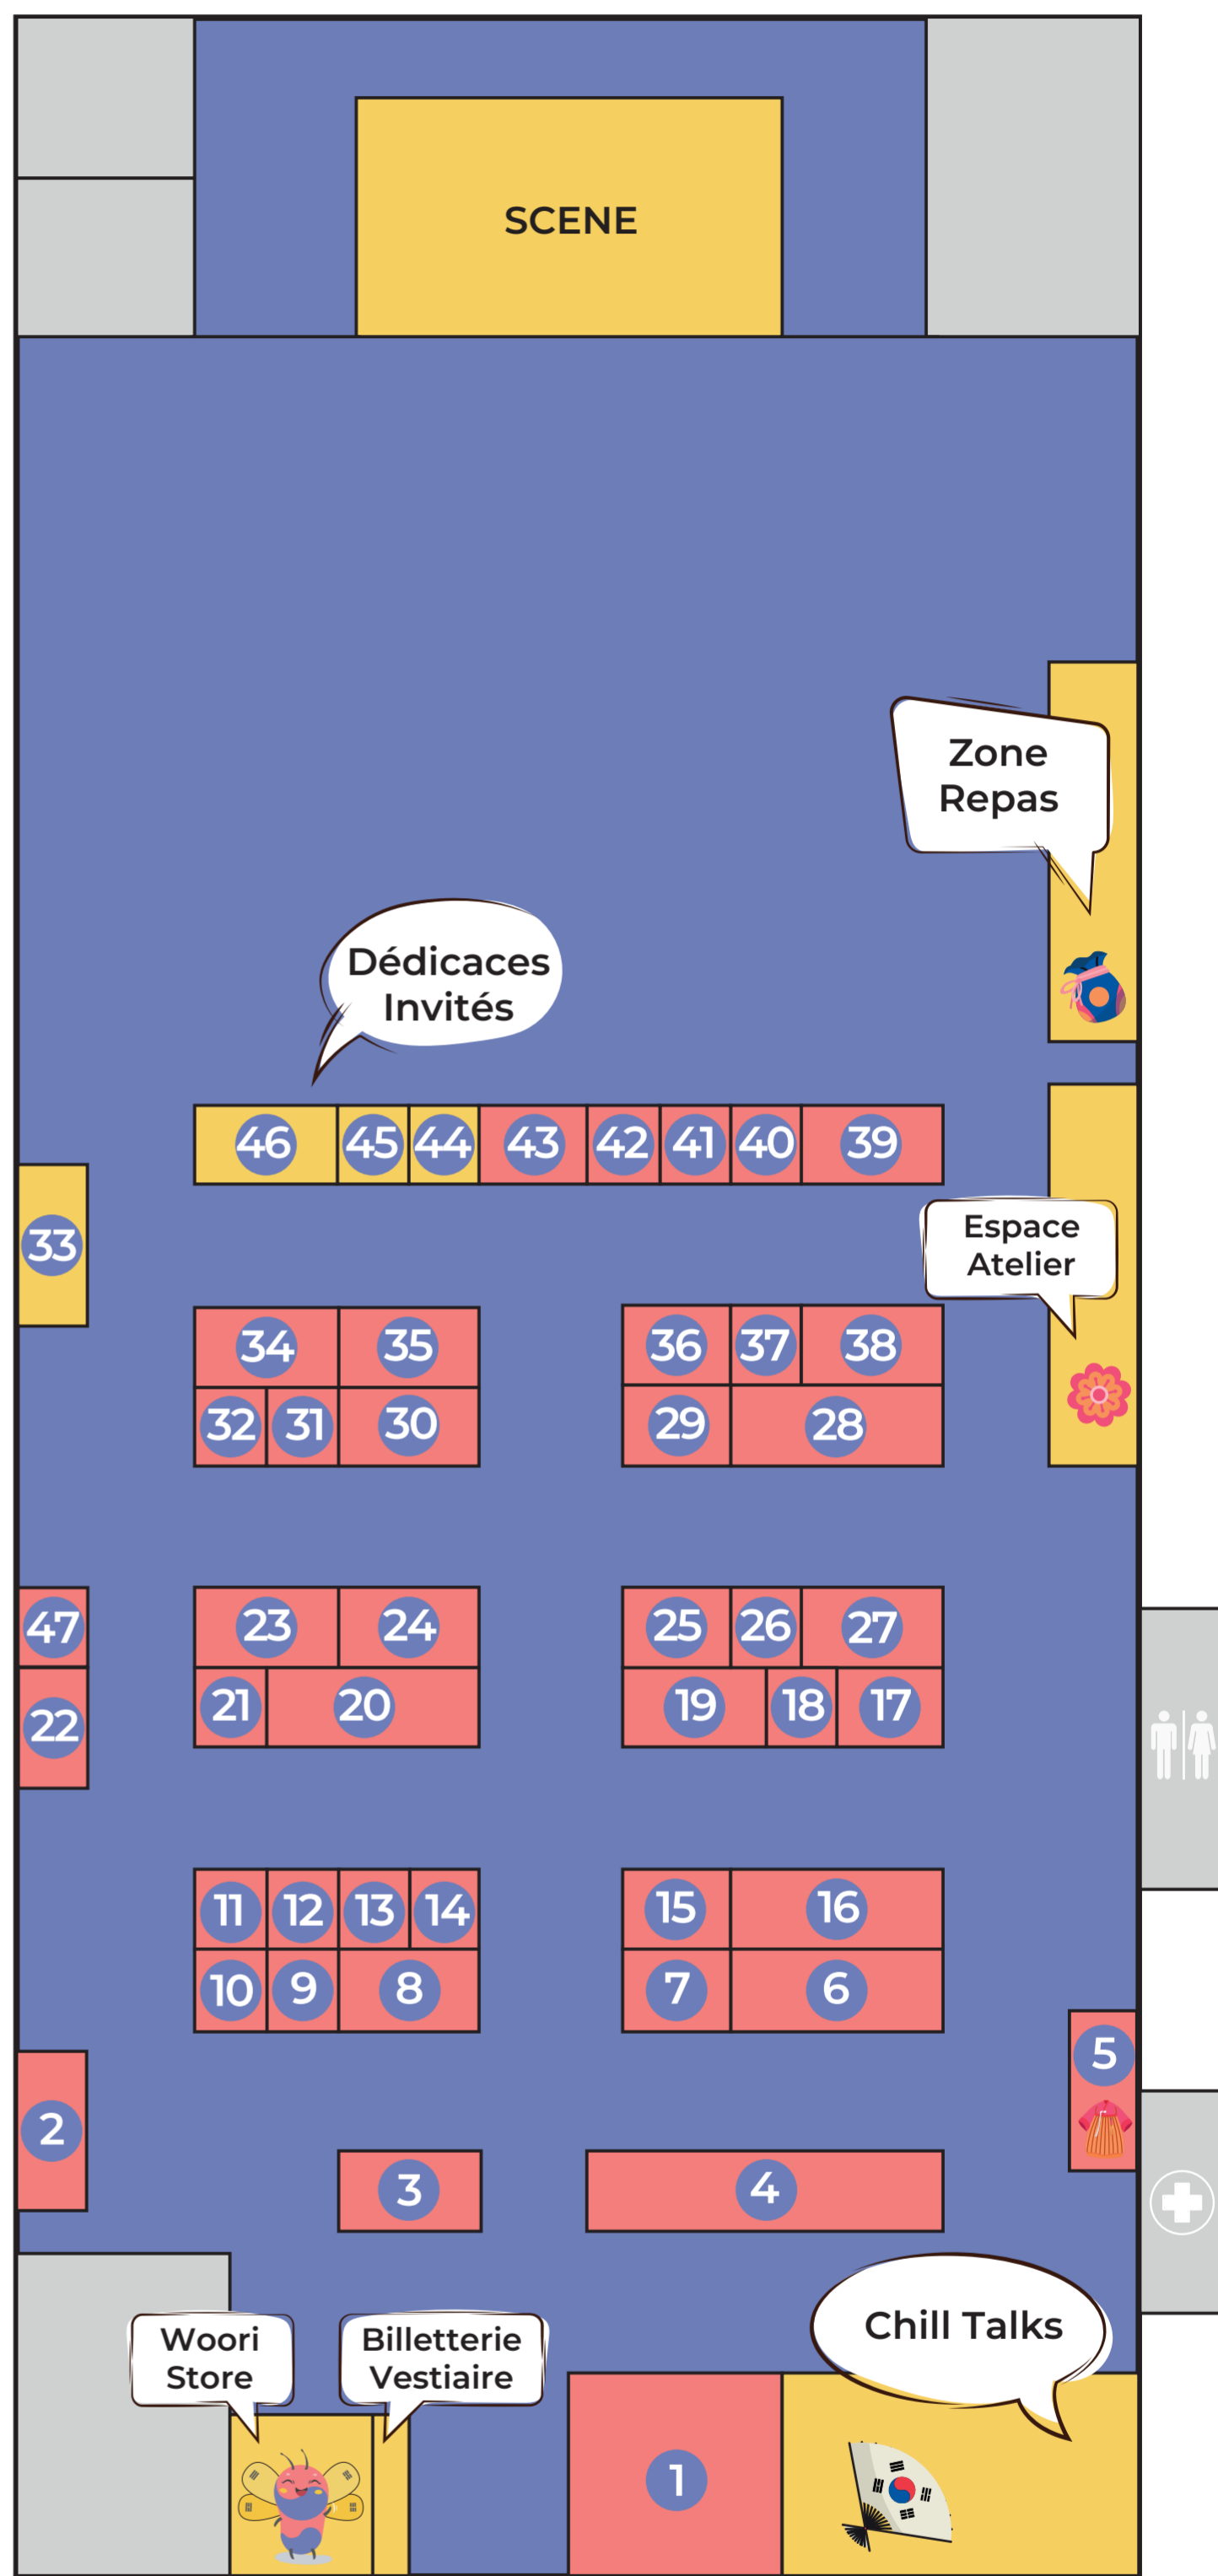 SCENE
Zone
Repas
Dédicaces
Invités
46 45 44 43 42 41 40 39
33
Espace
Atelier
34 35 36 37 38
32 31 30 29 28
47 23 24 25 26 27
22 21 20 19 18 17
11 12 13 14 15 16
10 9 8 7 6
5
2
3 4
Chill Talks
Woori
Store
Billetterie
Vestiaire
1